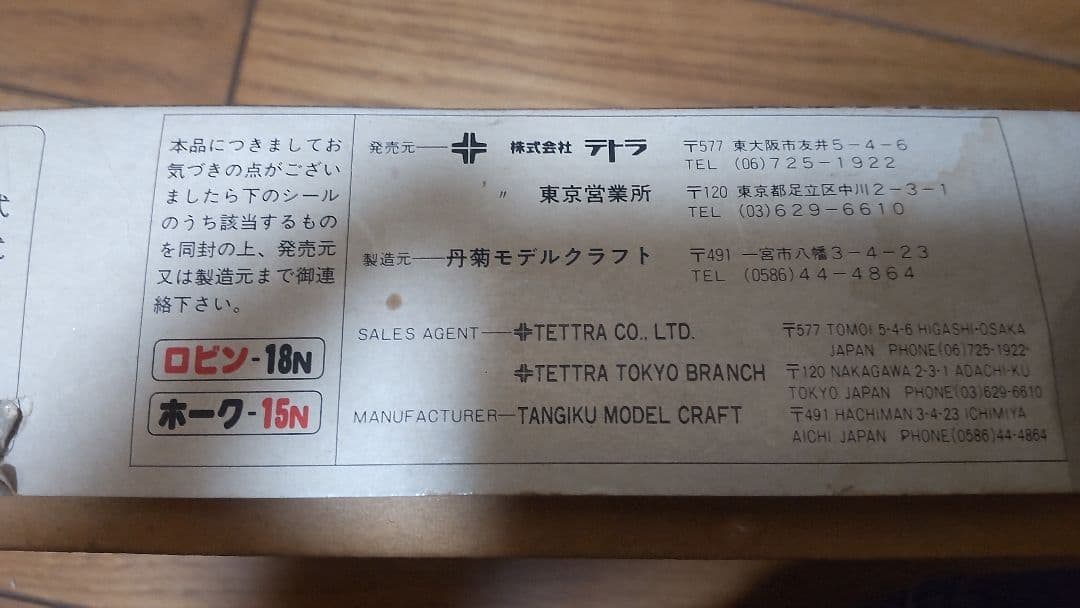 本品につきましてお
気づきの点がござい
ましたら下のシール
のうち該当するもの
を同封の上、発売元
又は製造元まで御連
絡下さい。
ロビン-18N
ホーク-15N
発売元— 株式会社 テトラ 〒577 東大阪市友井5-4-6
TEL (06)725-1922
〃 東京営業所 〒120 東京都足立区中川2-3-1
TEL (03)629-6610
製造元—丹菊モデルクラフト 〒491 一宮市八幡3-4-23
TEL (0586)44-4864
SALES AGENT—TETTRA CO., LTD. 〒577 TOMOI 5-4-6 HIGASHI-OSAKA
JAPAN PHONE(06)725-1922
TETTRA TOKYO BRANCH 〒120 NAKAGAWA 2-3-1 ADACHI-KU
TOKYO JAPAN PHONE(03)629-6610
MANUFACTURER—TANGIKU MODEL CRAFT 〒491 HACHIMAN 3-4-23 ICHIMIYA
AICHI JAPAN PHONE(0586)44-4864